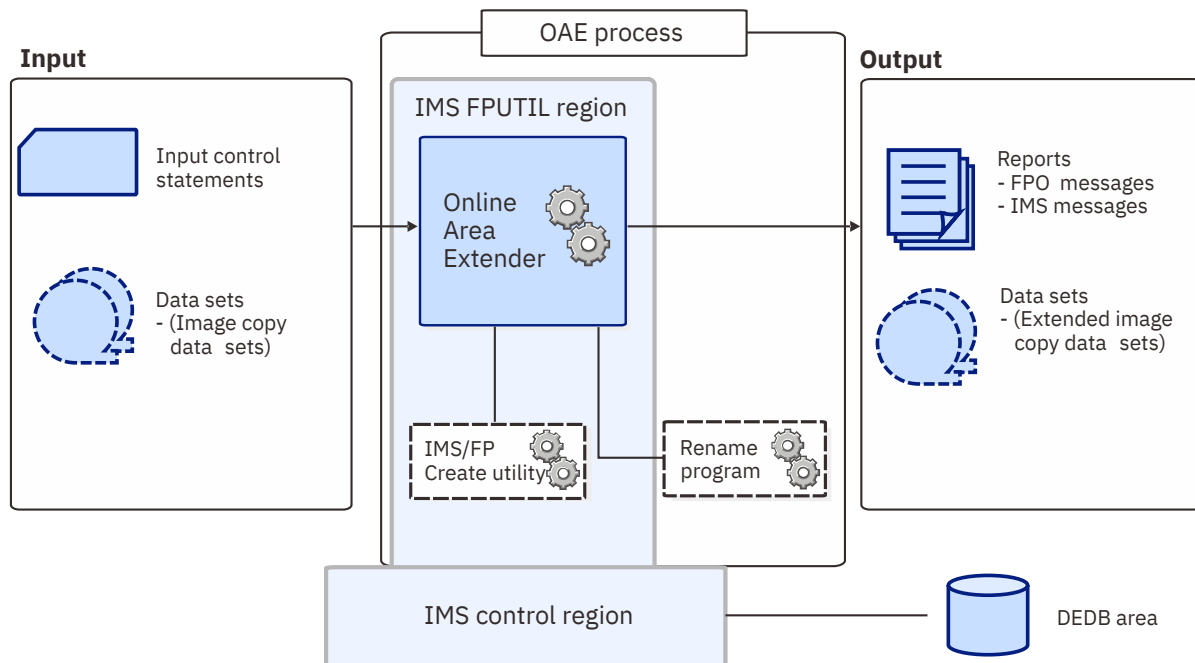 OAE process
Input
Input control
statements
Data sets
- (Image copy
data sets)
IMS FPUTIL region
Online
Area
Extender
IMS/FP
Create utility
Rename
program
Output
Reports
- FPO messages
- IMS messages
Data sets
- (Extended image
copy data sets)
IMS control region
DEDB area